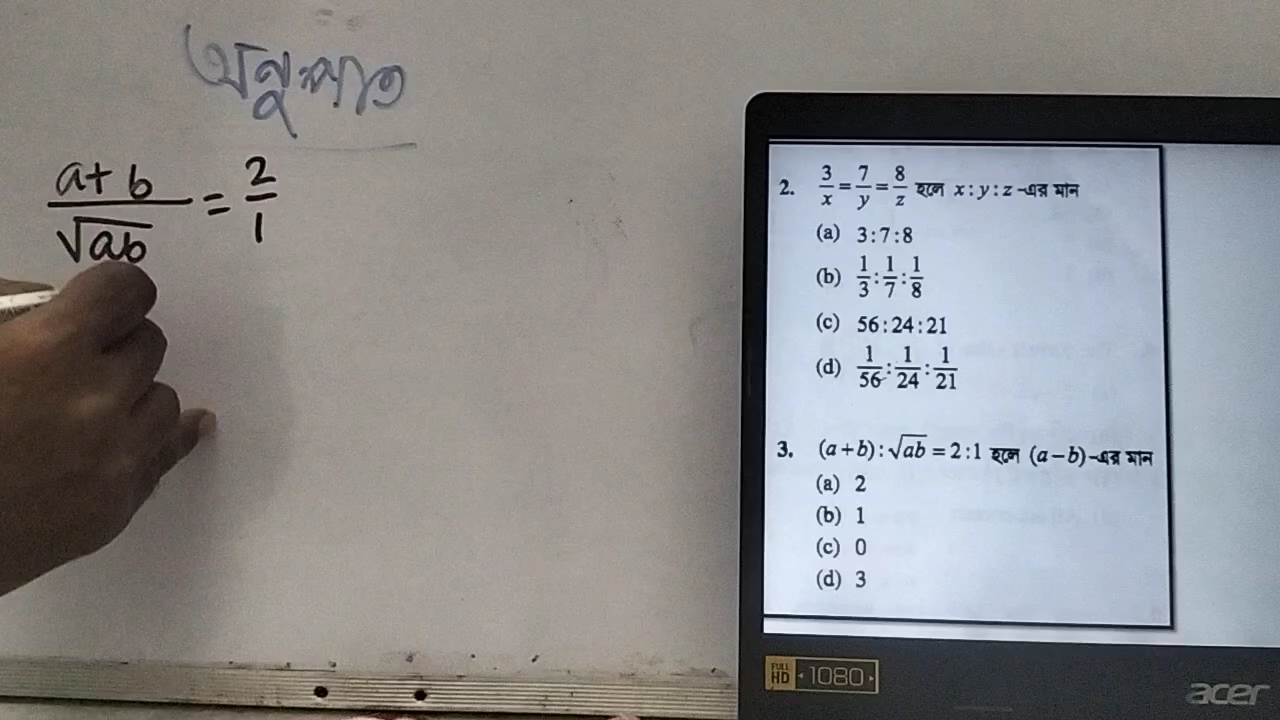 অনুপাত
a+b/√ab = 2/1
2. 3/x = 7/y = 8/z হলে x : y : z -এর মান
(a) 3 : 7 : 8
(b) 1/3 : 1/7 : 1/8
(c) 56 : 24 : 21
(d) 1/56 : 1/24 : 1/21
3. (a+b) : √ab = 2 : 1 হলে (a−b)-এর মান
(a) 2
(b) 1
(c) 0
(d) 3
FULL HD 1080
acer